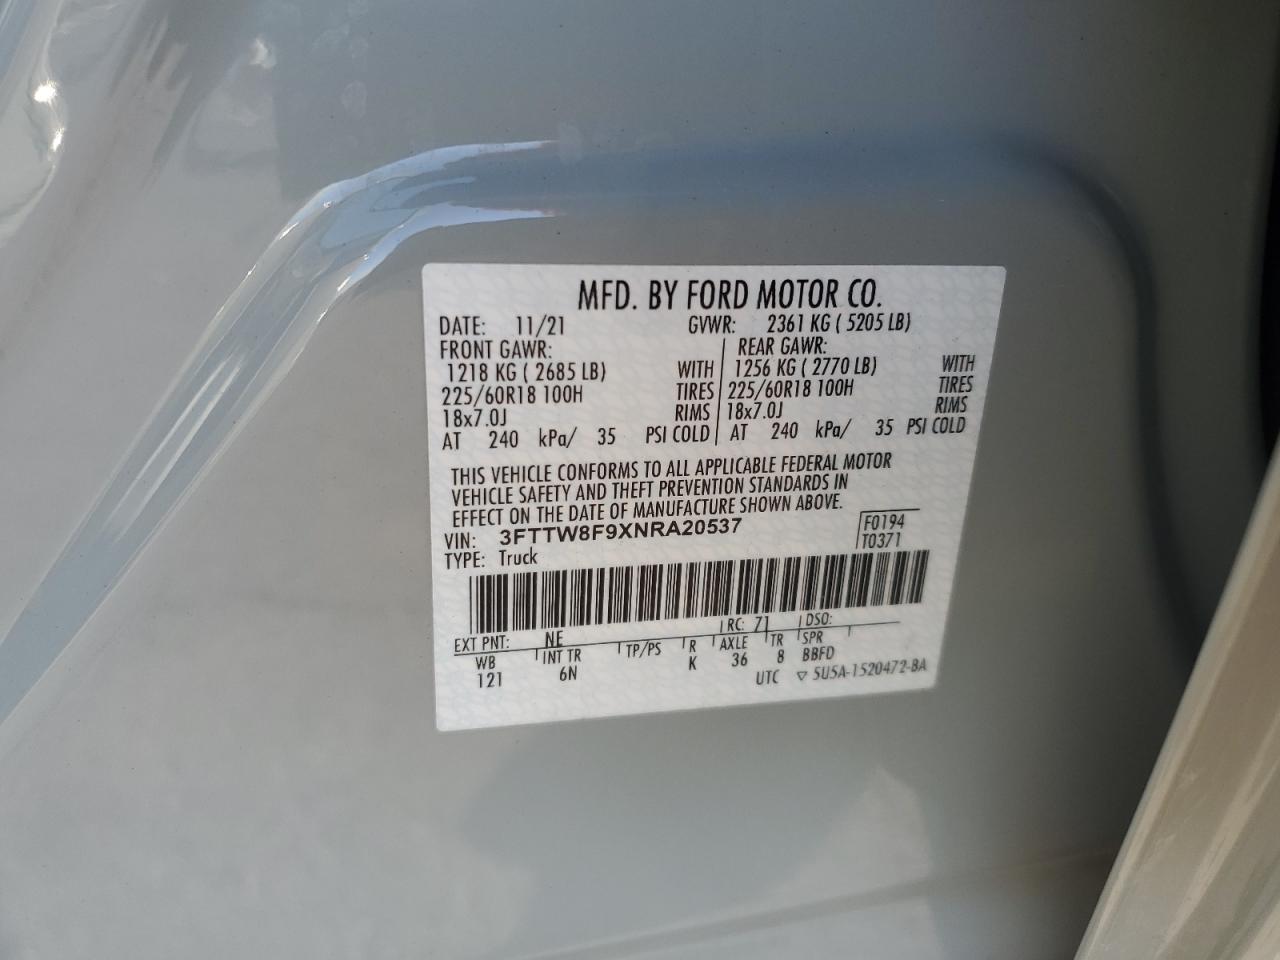 MFD. BY FORD MOTOR CO.
DATE: 11/21 GVWR: 2361 KG ( 5205 LB)
FRONT GAWR: REAR GAWR:
1218 KG ( 2685 LB) WITH 1256 KG ( 2770 LB) WITH
225/60R18 100H TIRES 225/60R18 100H TIRES
18x7.0J RIMS 18x7.0J RIMS
AT 240 kPa/ 35 PSI COLD AT 240 kPa/ 35 PSI COLD
THIS VEHICLE CONFORMS TO ALL APPLICABLE FEDERAL MOTOR
VEHICLE SAFETY AND THEFT PREVENTION STANDARDS IN
EFFECT ON THE DATE OF MANUFACTURE SHOWN ABOVE.
VIN: 3FTTW8F9XNRA20537 F0194
TYPE: Truck T0371
EXT PNT: NE RC: 71 DSO:
WB INT TR TP/PS R AXLE TR SPR
121 6N K 36 8 BBFD
UTC ▽ 5U5A-1520472-BA